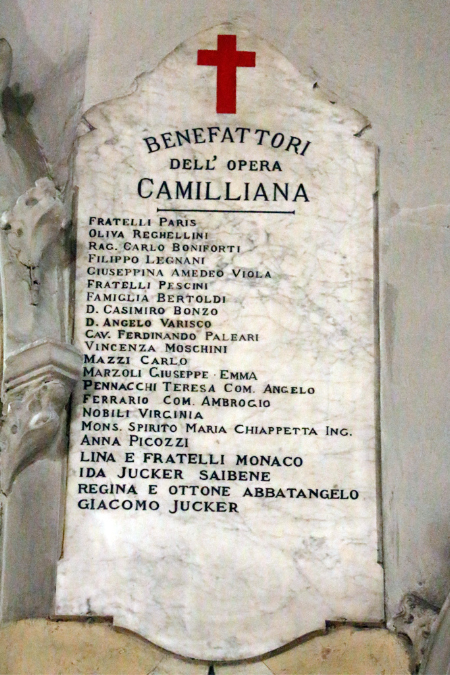 BENEFATTORI
DELL' OPERA
CAMILLIANA
FRATELLI PARIS
OLIVA REGHELLINI
RAG. CARLO BONIFORTI
FILIPPO LEGNANI
GIUSEPPINA AMEDEO VIOLA
FRATELLI PESCINI
FAMIGLIA BERTOLDI
D. CASIMIRO BONZO
D. ANGELO VARISCO
CAV. FERDINANDO PALEARI
VINCENZA MOSCHINI
MAZZI CARLO
MARZOLI GIUSEPPE - EMMA
PENNACCHI TERESA COM. ANGELO
FERRARIO COM. AMBROGIO
NOBILI VIRGINIA
MONS. SPIRITO MARIA CHIAPPETTA ING.
ANNA PICOZZI
LINA E FRATELLI MONACO
IDA JUCKER SAIBENE
REGINA E OTTONE ABBATANGELO
GIACOMO JUCKER